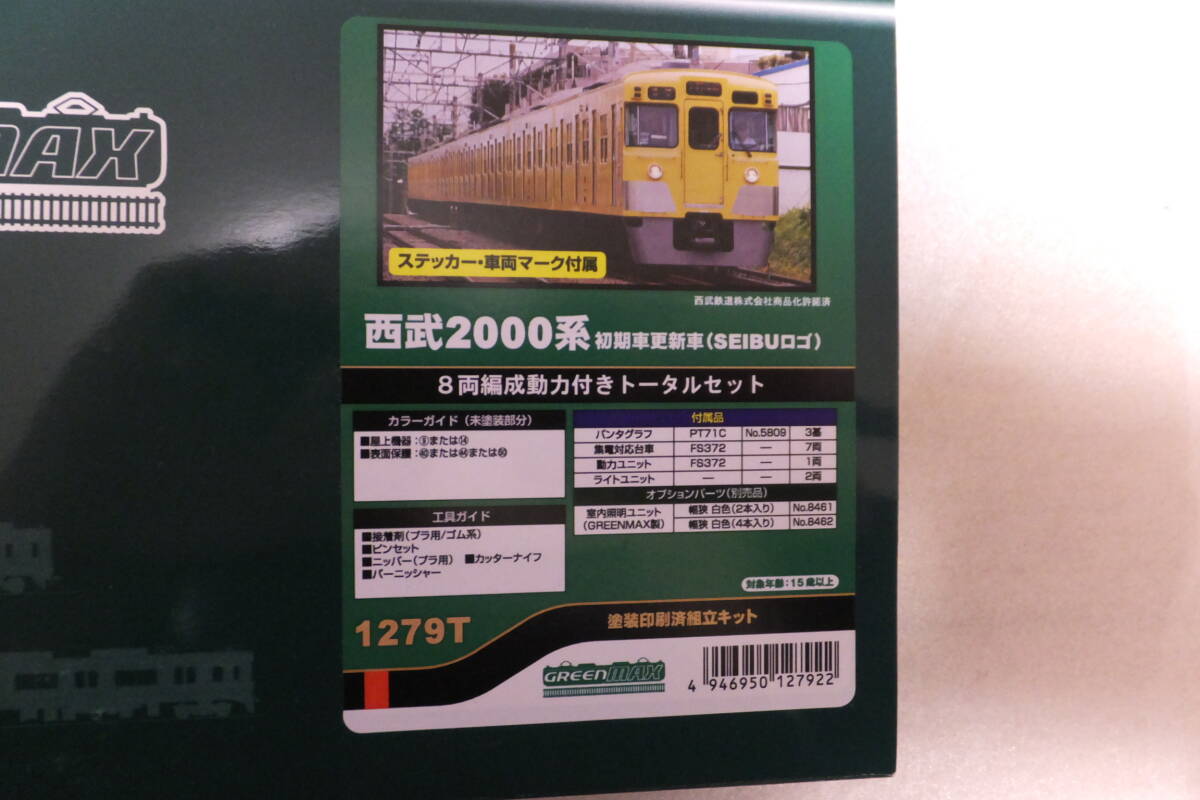 MAX
ステッカー・車両マーク付属
西武鉄道株式会社商品化許諾済
西武2000系 初期車更新車(SEIBUロゴ)
8両編成動力付きトータルセット
カラーガイド(未塗装部分)
■屋上機器:⑨または⑭
■表面保護:㊵または㊹または㊿
工具ガイド
■接着剤(プラ用/ゴム系)
■ピンセット
■ニッパー(プラ用) ■カッターナイフ
■バーニッシャー
付属品
パンタグラフ PT71C No.5809 3基
集電対応台車 FS372 — 7両
動力ユニット FS372 — 1両
ライトユニット — — 2両
オプションパーツ(別売品)
室内照明ユニット (GREENMAX製)
幅狭 白色(2本入り) No.8461
幅狭 白色(4本入り) No.8462
対象年齢:15歳以上
1279T
塗装印刷済組立キット
GREENMAX
4 946950 127922